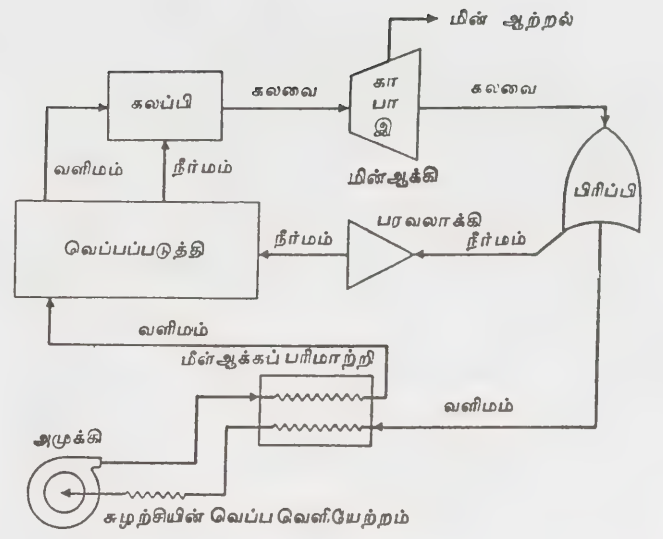 மின் ஆற்றல்
கலப்பி
கலவை
கா
பா
இ
கலவை
வளிமம்
நீர்மம்
மின்ஆக்கி
பிரிப்பி
பரவலாக்கி
வெப்பப்படுத்தி
நீர்மம்
நீர்மம்
வளிமம்
மீள்ஆக்கப் பரிமாற்றி
வளிமம்
அமுக்கி
சுழற்சியின் வெப்ப வெளியேற்றம்